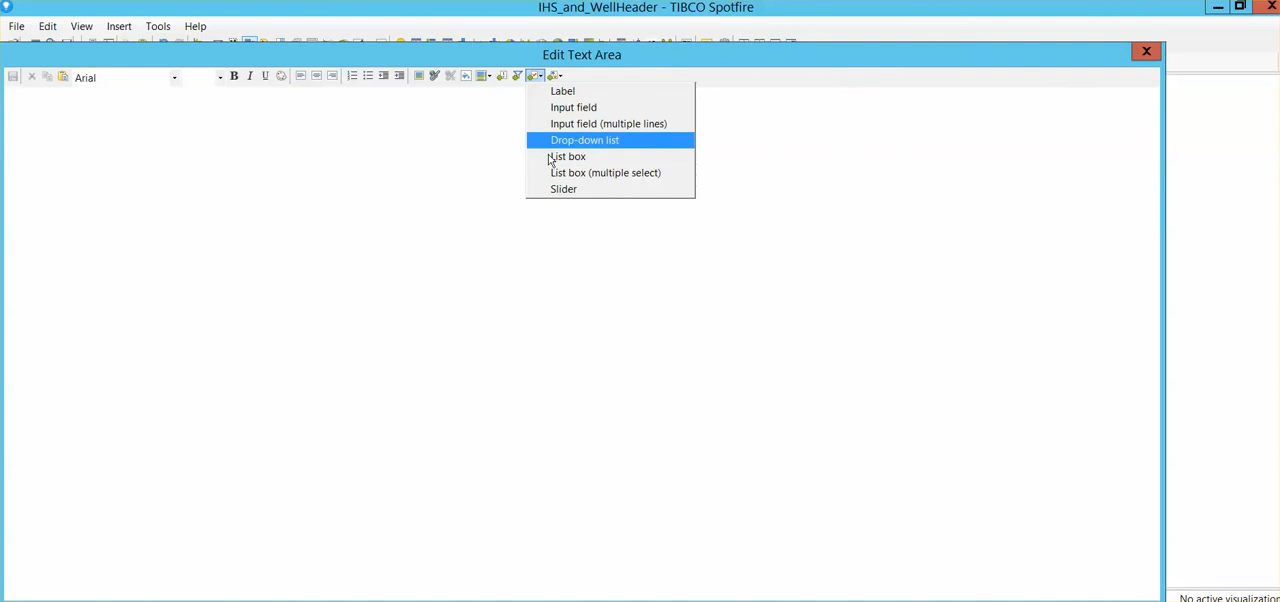 IHS_and_WellHeader - TIBCO Spotfire
File Edit View Insert Tools Help
Edit Text Area
Arial B I U
Label
Input field
Input field (multiple lines)
Drop-down list
List box
List box (multiple select)
Slider
No active visualization